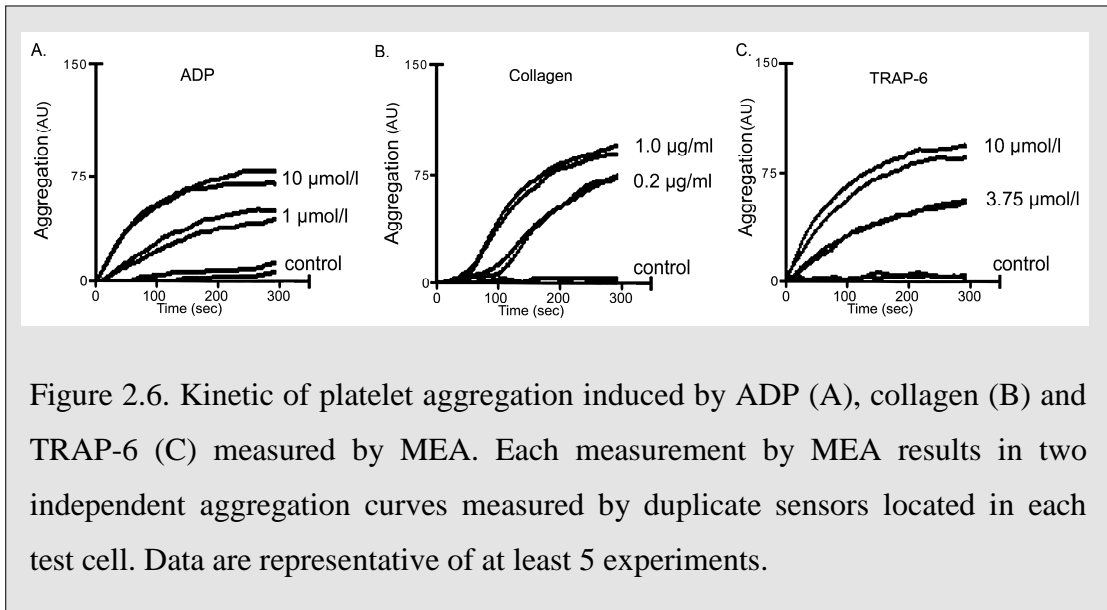 A.
ADP
150
75
0
Aggregation (AU)
10 µmol/l
1 µmol/l
control
0 100 200 300
Time (sec)
B.
Collagen
150
75
0
Aggregation (AU)
1.0 µg/ml
0.2 µg/ml
control
100 200 300
Time (sec)
C.
TRAP-6
150
75
0
Aggregation (AU)
10 µmol/l
3.75 µmol/l
control
0 100 200 300
Time (sec)
Figure 2.6. Kinetic of platelet aggregation induced by ADP (A), collagen (B) and
TRAP-6 (C) measured by MEA. Each measurement by MEA results in two
independent aggregation curves measured by duplicate sensors located in each
test cell. Data are representative of at least 5 experiments.